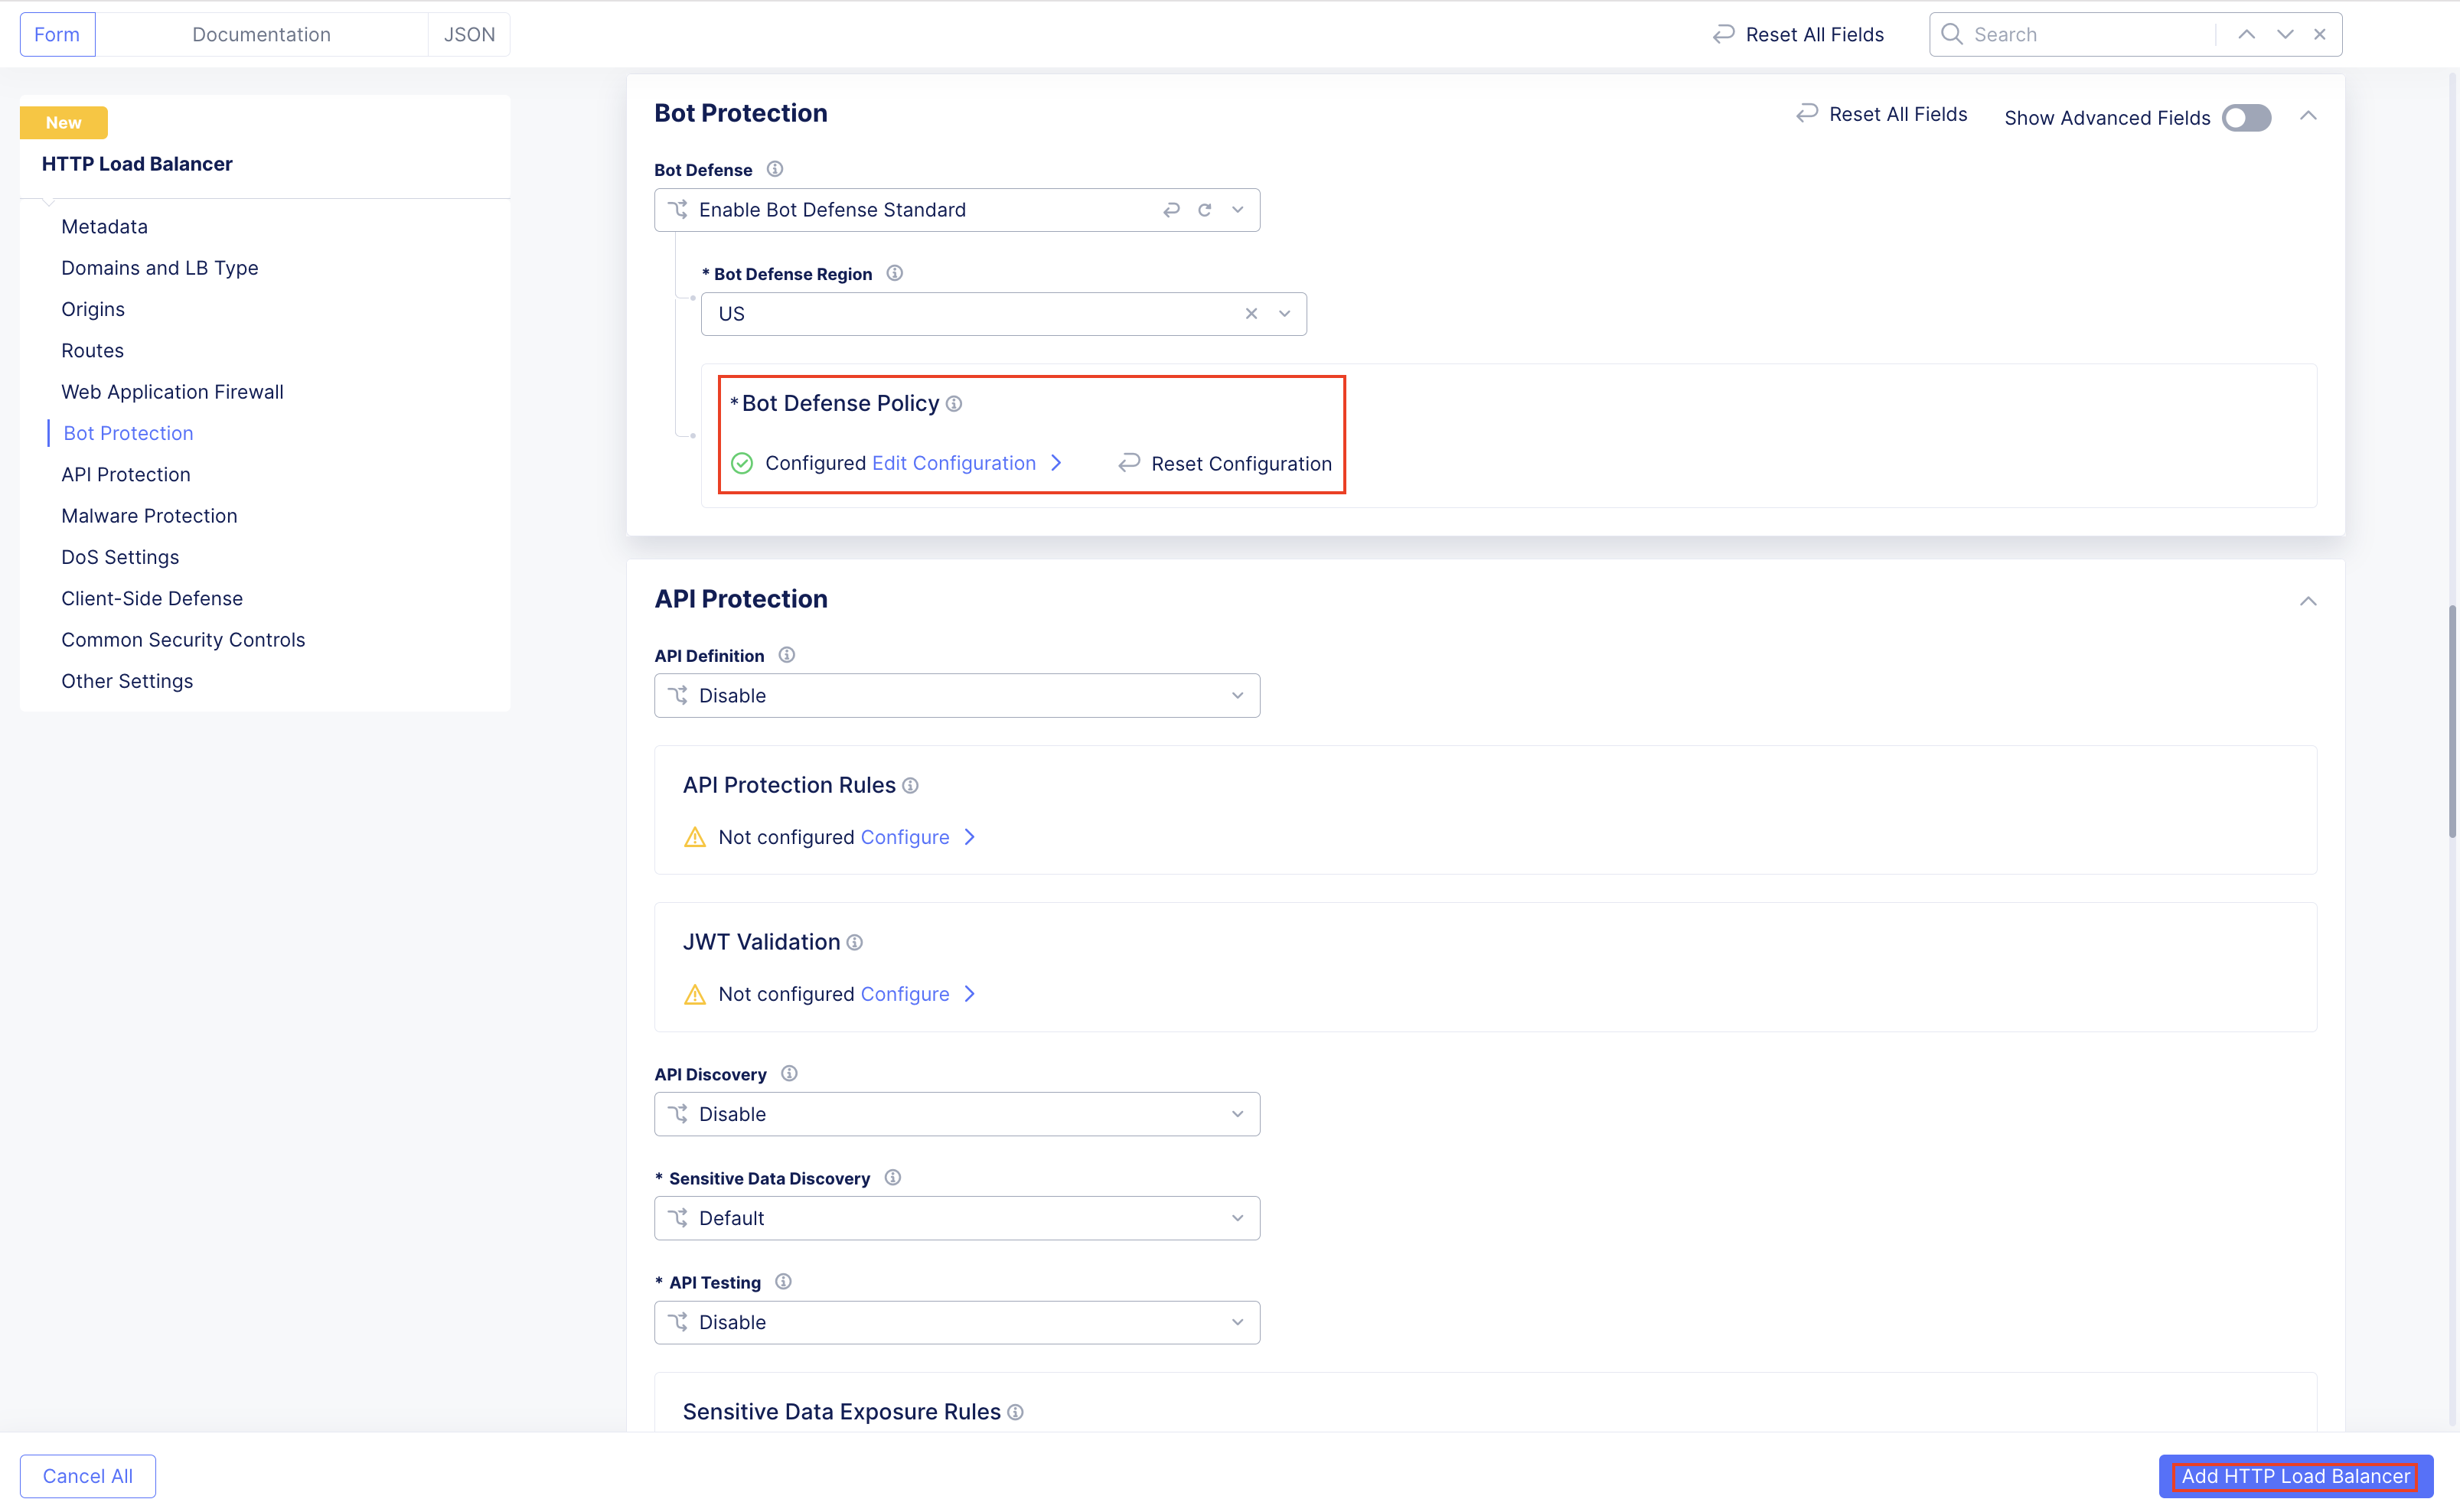 Form
Documentation
JSON
Reset All Fields
Search
New
HTTP Load Balancer
Metadata
Domains and LB Type
Origins
Routes
Web Application Firewall
Bot Protection
API Protection
Malware Protection
DoS Settings
Client-Side Defense
Common Security Controls
Other Settings
Bot Protection
Reset All Fields
Show Advanced Fields
Bot Defense
Enable Bot Defense Standard
* Bot Defense Region
US
* Bot Defense Policy
Configured Edit Configuration
Reset Configuration
API Protection
API Definition
Disable
API Protection Rules
Not configured Configure
JWT Validation
Not configured Configure
API Discovery
Disable
* Sensitive Data Discovery
Default
* API Testing
Disable
Sensitive Data Exposure Rules
Cancel All
Add HTTP Load Balancer